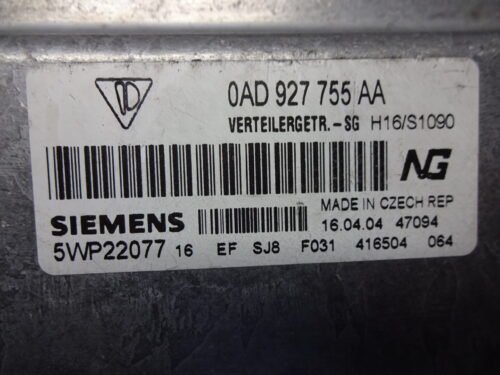 0AD 927 755 AA
VERTEILERGETR.-SG H16/S1090
NG
MADE IN CZECH REP
SIEMENS 16.04.04 47094
5WP22077 16 EF SJ8 F031 416504 064